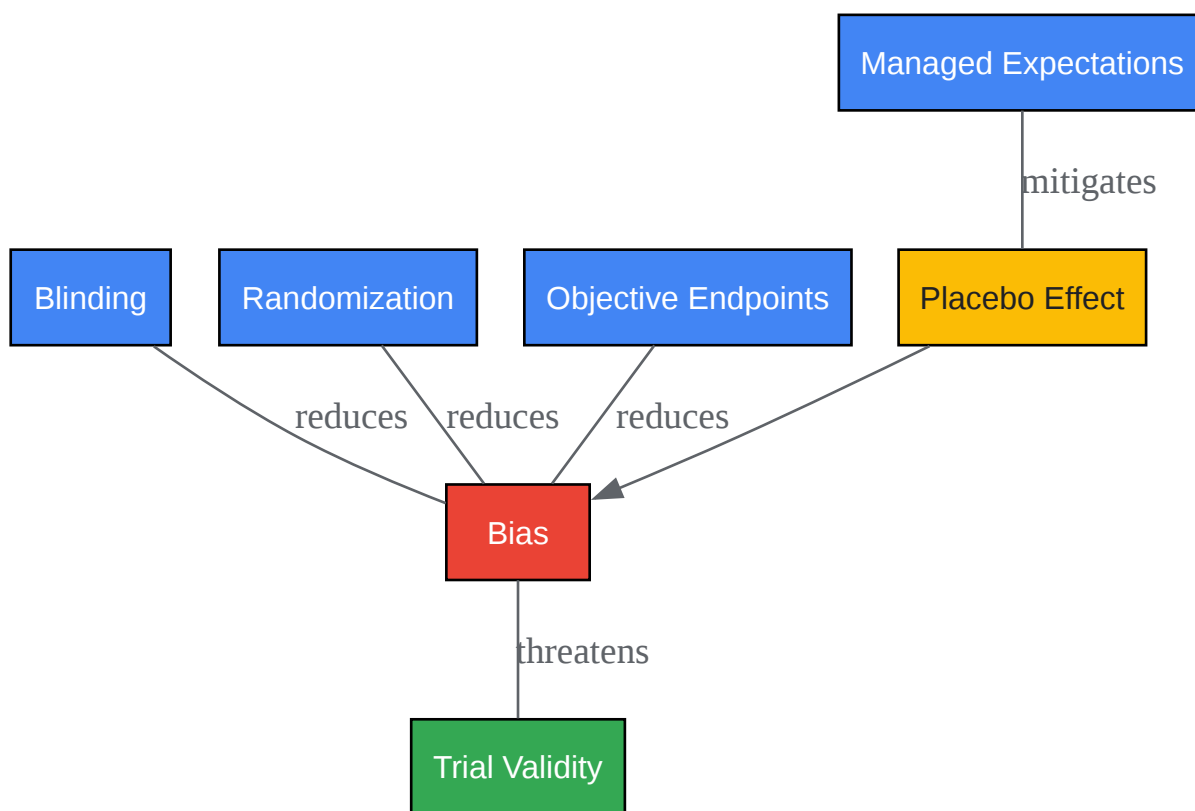 Managed Expectations
mitigates
Blinding
Randomization
Objective Endpoints
Placebo Effect
reduces
reduces
reduces
Bias
threatens
Trial Validity